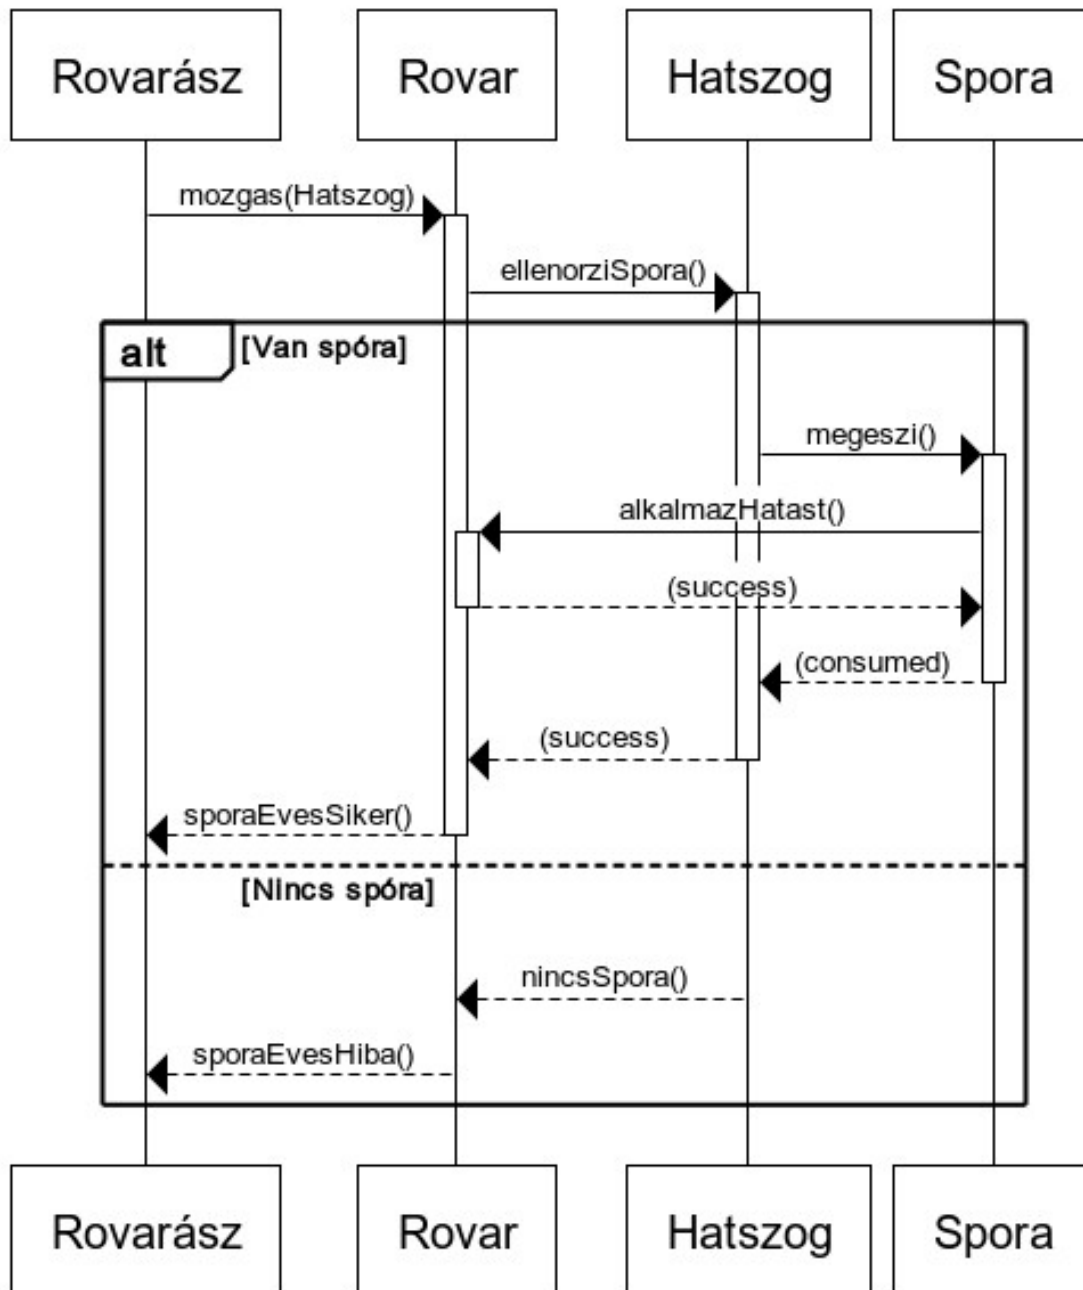 Rovarász
Rovar
Hatszog
Spora
mozgas(Hatszog)
ellenorziSpora()
alt
[Van spóra]
megeszi()
alkalmazHatast()
(success)
(consumed)
(success)
sporaEvesSiker()
[Nincs spóra]
nincsSpora()
sporaEvesHiba()
Rovarász
Rovar
Hatszog
Spora